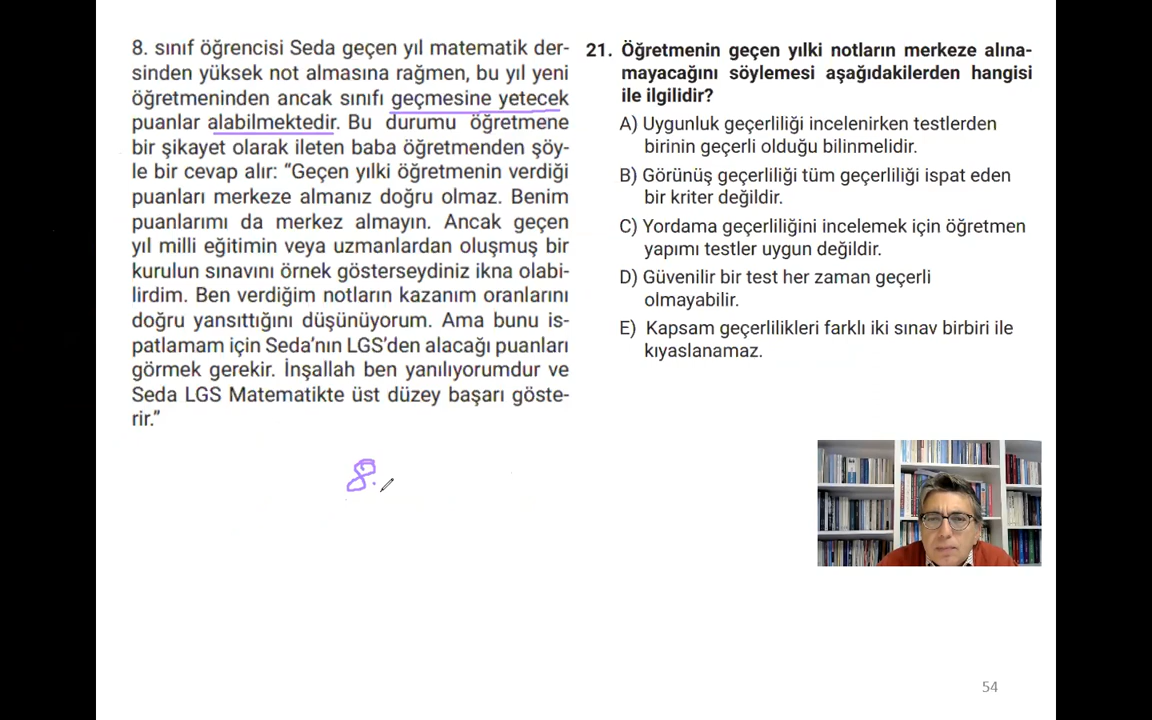 8. sınıf öğrencisi Seda geçen yıl matematik der-
sinden yüksek not almasına rağmen, bu yıl yeni
öğretmeninden ancak sınıfı geçmesine yetecek
puanlar alabilmektedir. Bu durumu öğretmene
bir şikayet olarak ileten baba öğretmenden şöy-
le bir cevap alır: “Geçen yılki öğretmenin verdiği
puanları merkeze almanız doğru olmaz. Benim
puanlarımı da merkez almayın. Ancak geçen
yıl milli eğitimin veya uzmanlardan oluşmuş bir
kurulun sınavını örnek gösterseydiniz ikna olabi-
lirdim. Ben verdiğim notların kazanım oranlarını
doğru yansıttığını düşünüyorum. Ama bunu is-
patlamam için Seda’nın LGS’den alacağı puanları
görmek gerekir. İnşallah ben yanılıyorumdur ve
Seda LGS Matematikte üst düzey başarı göste-
rir.”
8.
21. Öğretmenin geçen yılki notların merkeze alına-
mayacağını söylemesi aşağıdakilerden hangisi
ile ilgilidir?
A) Uygunluk geçerliliği incelenirken testlerden
birinin geçerli olduğu bilinmelidir.
B) Görünüş geçerliliği tüm geçerliliği ispat eden
bir kriter değildir.
C) Yordama geçerliliğini incelemek için öğretmen
yapımı testler uygun değildir.
D) Güvenilir bir test her zaman geçerli
olmayabilir.
E) Kapsam geçerlilikleri farklı iki sınav birbiri ile
kıyaslanamaz.
54